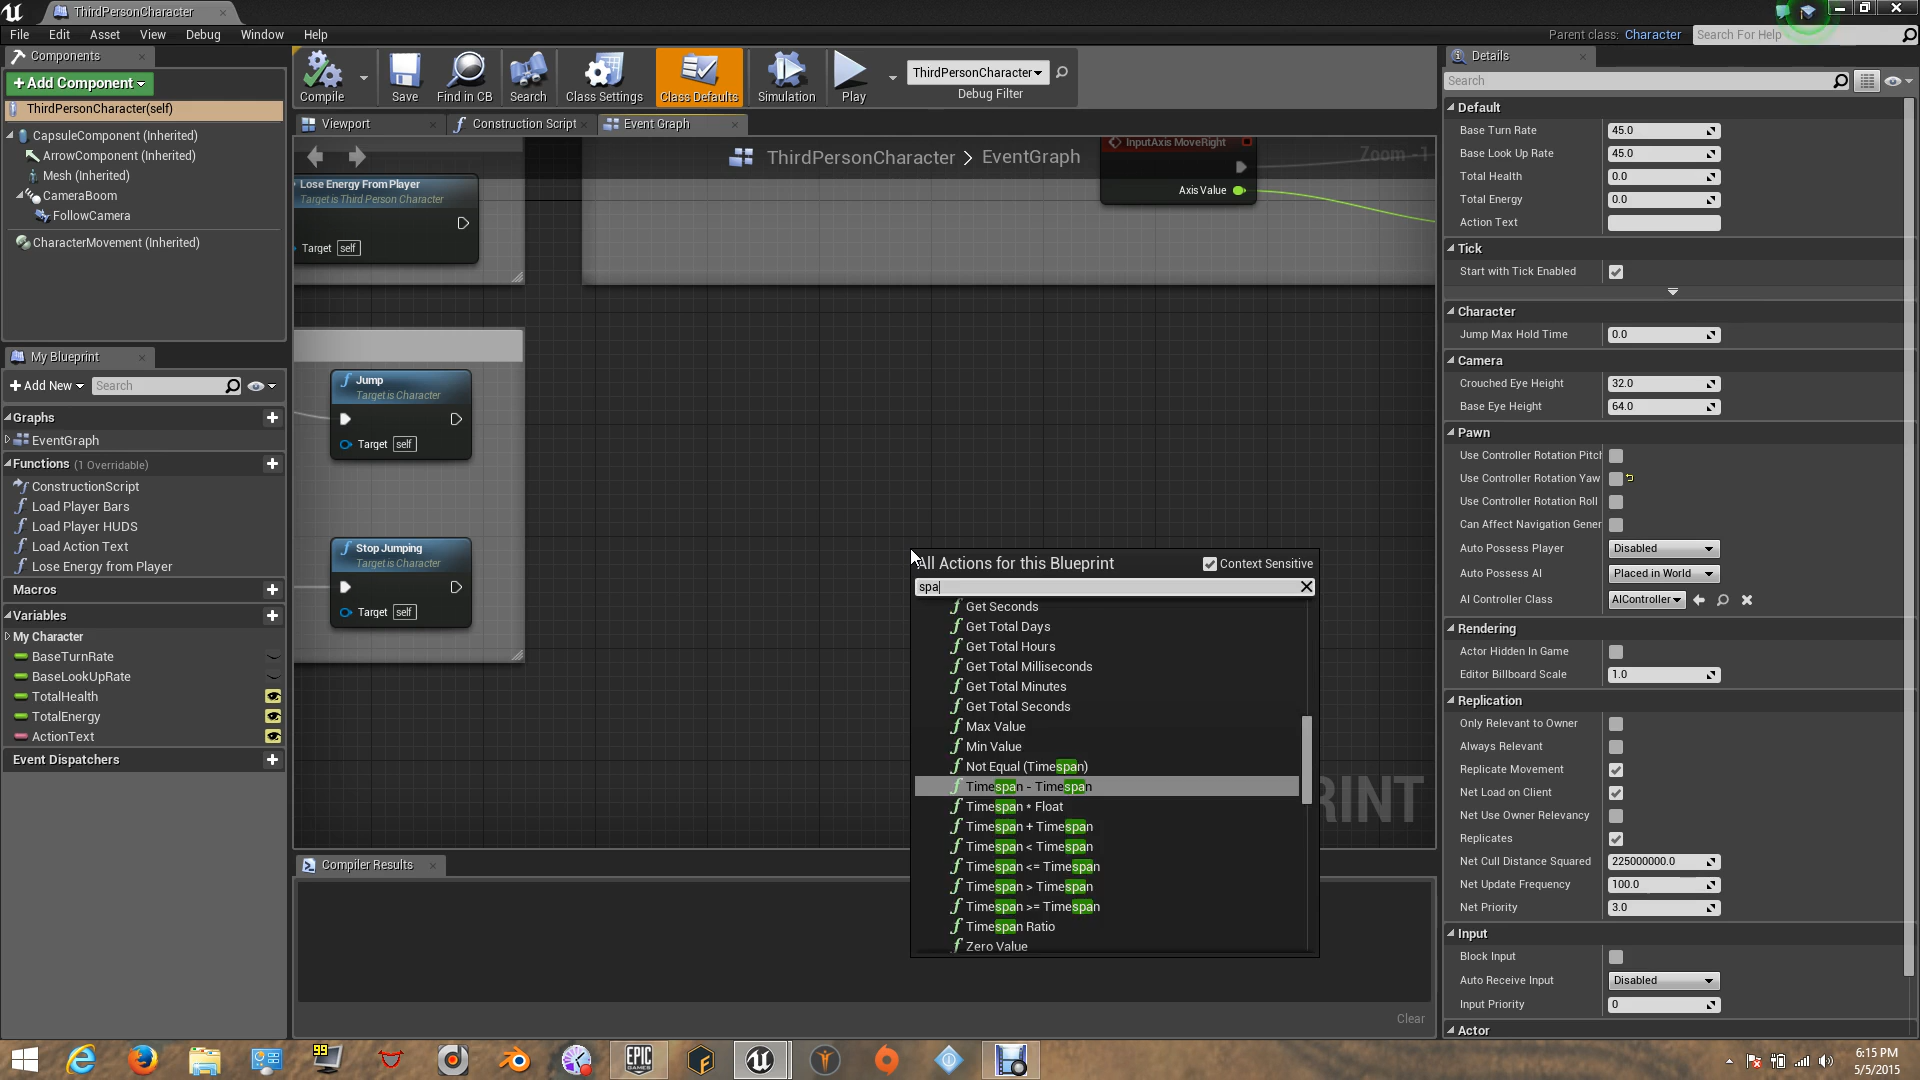 ThirdPersonCharacter
File Edit Asset View Debug Window Help
Parent class: Character Search For Help
Components
+Add Component
ThirdPersonCharacter(self)
CapsuleComponent (Inherited)
ArrowComponent (Inherited)
Mesh (Inherited)
CameraBoom
FollowCamera
CharacterMovement (Inherited)
My Blueprint
+Add New Search
Graphs
EventGraph
Functions (1 Overridable)
ConstructionScript
Load Player Bars
Load Player HUDS
Load Action Text
Lose Energy from Player
Macros
Variables
My Character
BaseTurnRate
BaseLookUpRate
TotalHealth
TotalEnergy
ActionText
Event Dispatchers
Compile Save Find in CB Search Class Settings Class Defaults Simulation Play
ThirdPersonCharacter
Debug Filter
Viewport Construction Script Event Graph
ThirdPersonCharacter > EventGraph
Zoom -1
InputAxis MoveRight
Axis Value
Lose Energy From Player
Target is Third Person Character
Target self
Jump
Target is Character
Target self
Stop Jumping
Target is Character
Target self
All Actions for this Blueprint Context Sensitive
spa
Get Seconds
Get Total Days
Get Total Hours
Get Total Milliseconds
Get Total Minutes
Get Total Seconds
Max Value
Min Value
Not Equal (Timespan)
Timespan - Timespan
Timespan * Float
Timespan + Timespan
Timespan < Timespan
Timespan <= Timespan
Timespan > Timespan
Timespan >= Timespan
Timespan Ratio
Zero Value
RINT
Compiler Results
Clear
Details
Search
Default
Base Turn Rate 45.0
Base Look Up Rate 45.0
Total Health 0.0
Total Energy 0.0
Action Text
Tick
Start with Tick Enabled
Character
Jump Max Hold Time 0.0
Camera
Crouched Eye Height 32.0
Base Eye Height 64.0
Pawn
Use Controller Rotation Pitch
Use Controller Rotation Yaw
Use Controller Rotation Roll
Can Affect Navigation Gener
Auto Possess Player Disabled
Auto Possess AI Placed in World
AI Controller Class AIController
Rendering
Actor Hidden In Game
Editor Billboard Scale 1.0
Replication
Only Relevant to Owner
Always Relevant
Replicate Movement
Net Load on Client
Net Use Owner Relevancy
Replicates
Net Cull Distance Squared 225000000.0
Net Update Frequency 100.0
Net Priority 3.0
Input
Block Input
Auto Receive Input Disabled
Input Priority 0
Actor
99
EPIC
GAMES
6:15 PM
5/5/2015